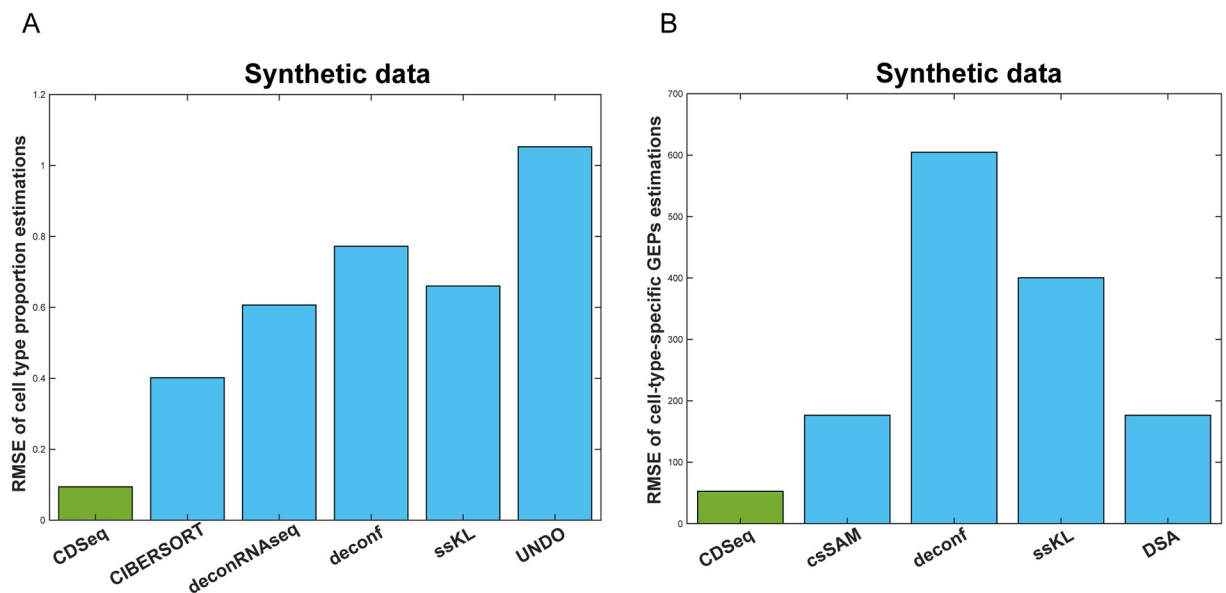 A
Synthetic data
RMSE of cell type proportion estimations
1.2
1
0.8
0.6
0.4
0.2
0
CDSeq
CIBERSORT
deconRNAseq
deconf
ssKL
UNDO
B
Synthetic data
RMSE of cell-type-specific GEPs estimations
700
600
500
400
300
200
100
0
CDSeq
csSAM
deconf
ssKL
DSA